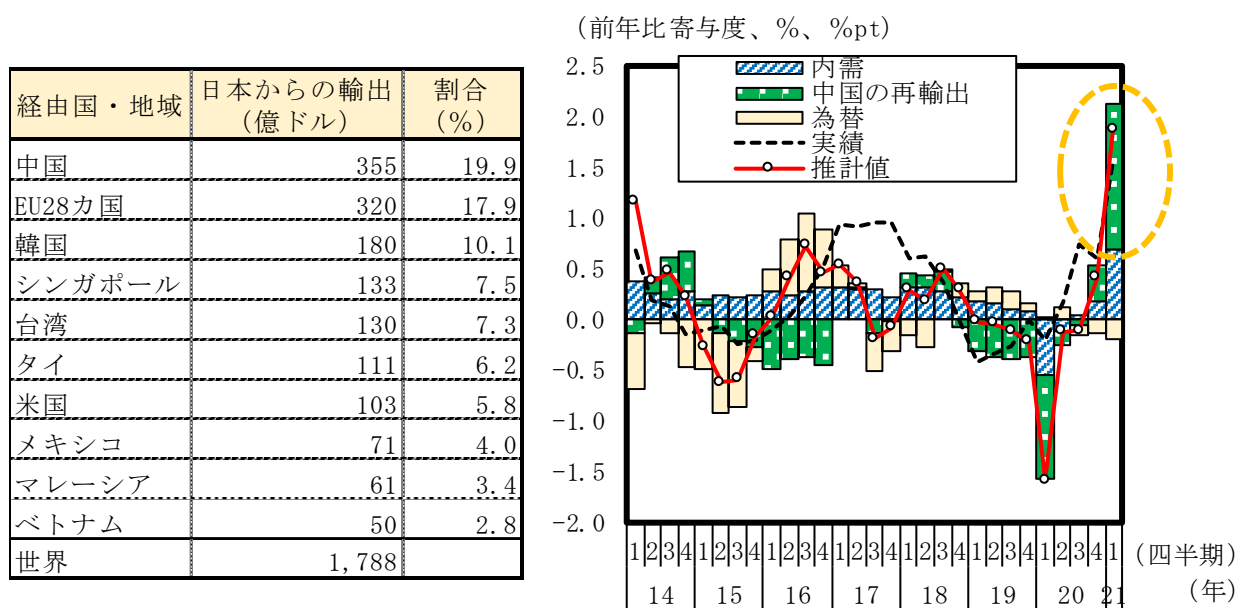 経由国・地域 日本からの輸出（億ドル） 割合（%）
中国 355 19.9
EU28カ国 320 17.9
韓国 180 10.1
シンガポール 133 7.5
台湾 130 7.3
タイ 111 6.2
米国 103 5.8
メキシコ 71 4.0
マレーシア 61 3.4
ベトナム 50 2.8
世界 1,788
（前年比寄与度、%、%pt）
内需
中国の再輸出
為替
実績
推計値
2.5
2.0
1.5
1.0
0.5
0.0
−0.5
−1.0
−1.5
−2.0
1 2 3 4 1 2 3 4 1 2 3 4 1 2 3 4 1 2 3 4 1 2 3 4 1 2 3 4 1 （四半期）
14 15 16 17 18 19 20 21 （年）